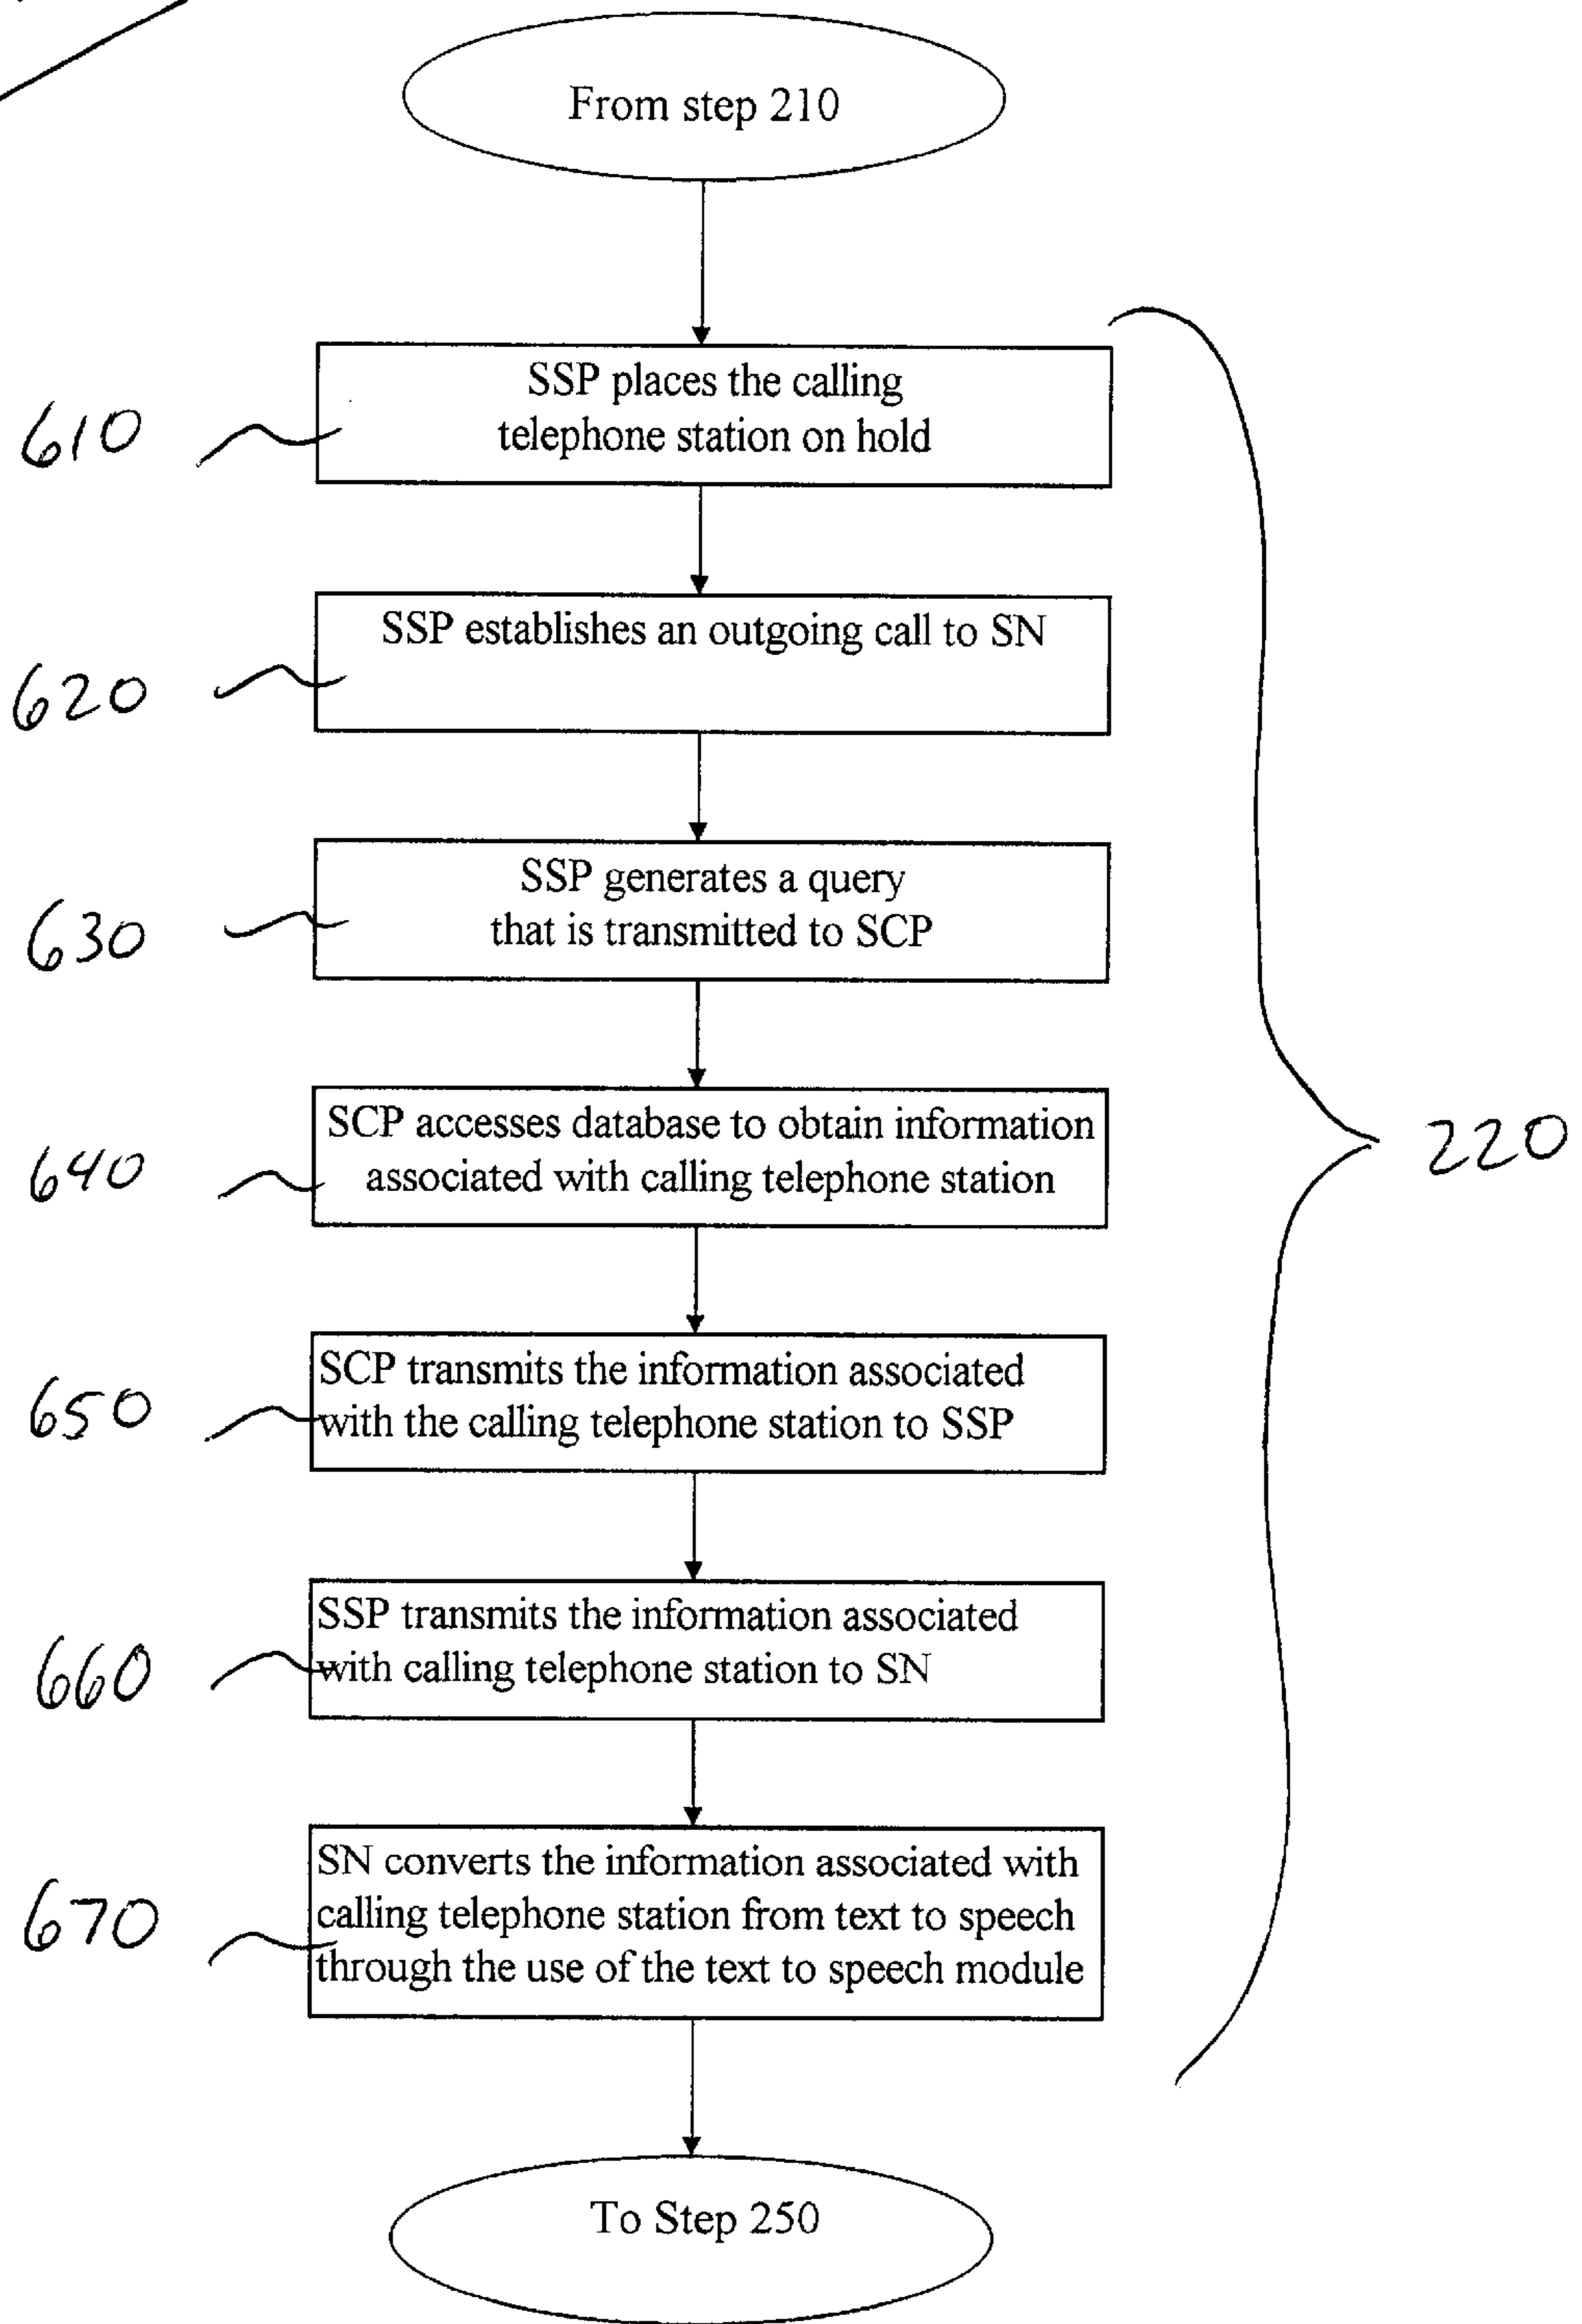 From step 210
610
SSP places the calling
telephone station on hold
620
SSP establishes an outgoing call to SN
630
SSP generates a query
that is transmitted to SCP
640
SCP accesses database to obtain information
associated with calling telephone station
220
650
SCP transmits the information associated
with the calling telephone station to SSP
660
SSP transmits the information associated
with calling telephone station to SN
670
SN converts the information associated with
calling telephone station from text to speech
through the use of the text to speech module
To Step 250